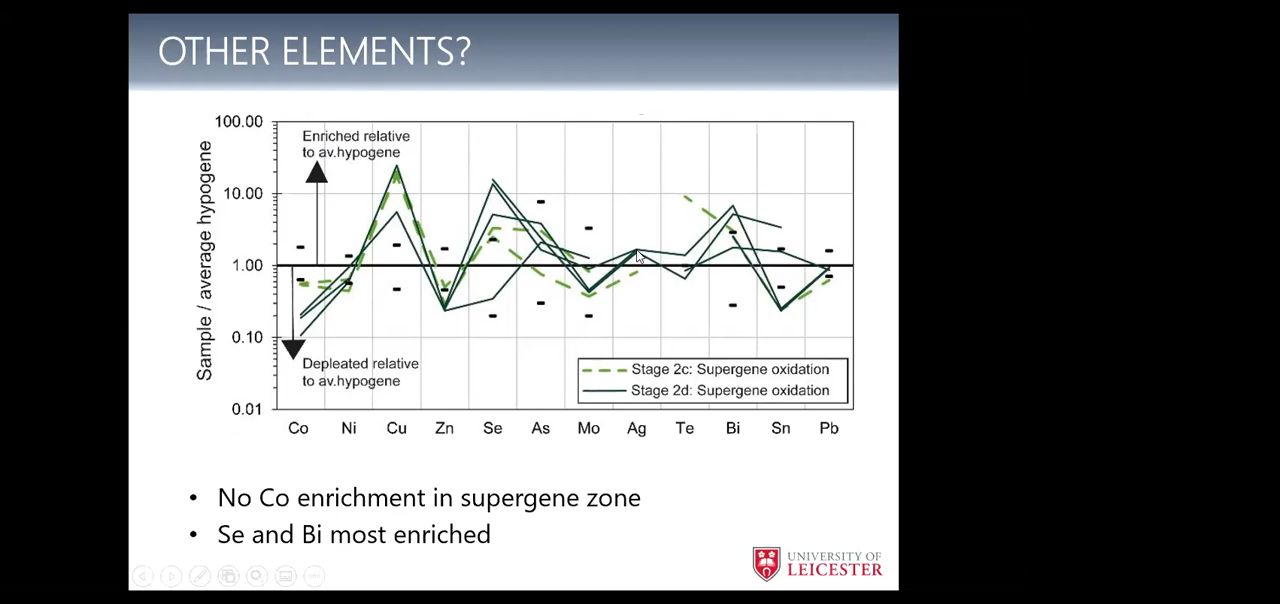 OTHER ELEMENTS?
100.00
10.00
1.00
0.10
0.01
Sample / average hypogene
Enriched relative
to av.hypogene
Depleated relative
to av.hypogene
Stage 2c: Supergene oxidation
Stage 2d: Supergene oxidation
Co Ni Cu Zn Se As Mo Ag Te Bi Sn Pb
• No Co enrichment in supergene zone
• Se and Bi most enriched
UNIVERSITY OF
LEICESTER